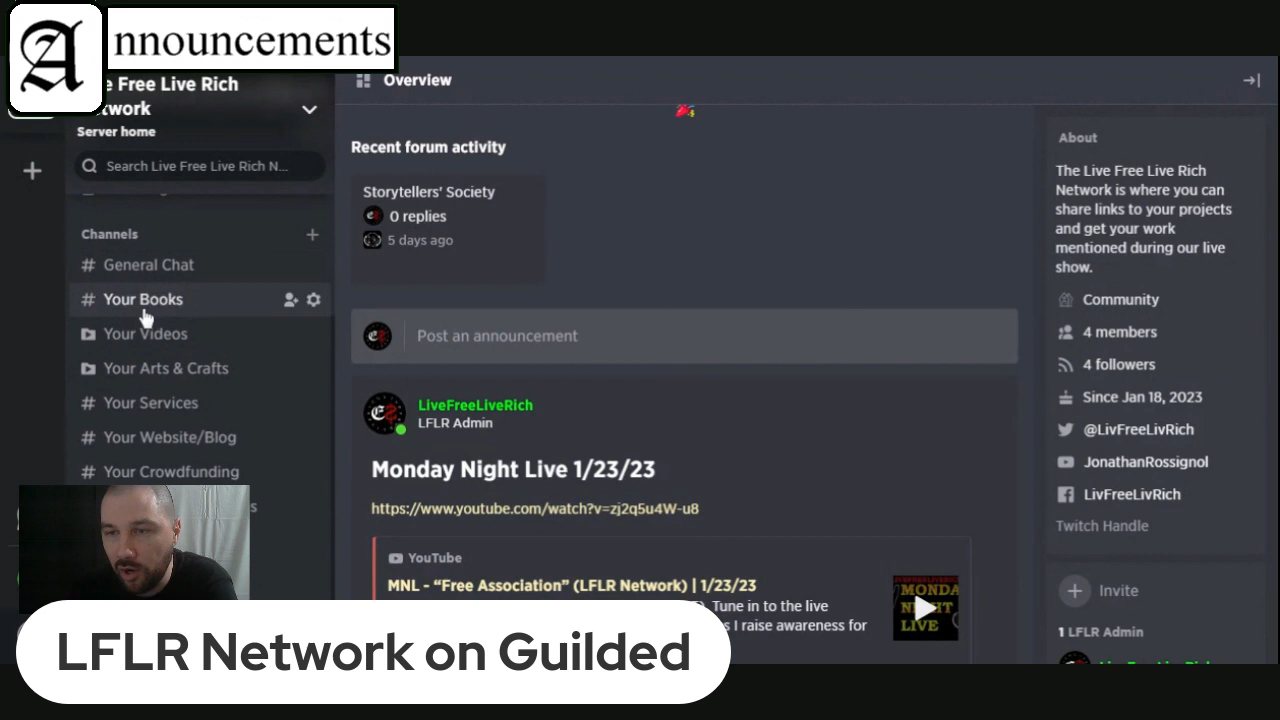 Announcements
e Free Live Rich
twork
Server home
Search Live Free Live Rich N...
Channels
General Chat
Your Books
Your Videos
Your Arts & Crafts
Your Services
Your Website/Blog
Your Crowdfunding
Overview
Recent forum activity
Storytellers' Society
0 replies
5 days ago
Post an announcement
LiveFreeLiveRich
LFLR Admin
Monday Night Live 1/23/23
https://www.youtube.com/watch?v=zj2q5u4W-u8
YouTube
MNL - “Free Association” (LFLR Network) | 1/23/23
Tune in to the live
s I raise awareness for
MONDA
NIGHT
LIVE
About
The Live Free Live Rich
Network is where you can
share links to your projects
and get your work
mentioned during our live
show.
Community
4 members
4 followers
Since Jan 18, 2023
@LivFreeLivRich
JonathanRossignol
LivFreeLivRich
Twitch Handle
Invite
1 LFLR Admin
LFLR Network on Guilded